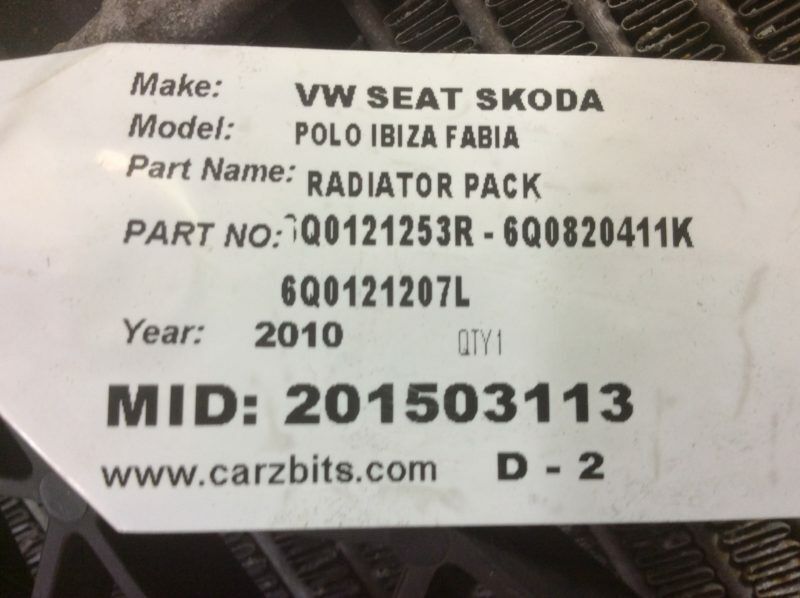 Make: VW SEAT SKODA
Model: POLO IBIZA FABIA
Part Name: RADIATOR PACK
PART NO: 6Q0121253R - 6Q0820411K
6Q0121207L
Year: 2010 QTY1
MID: 201503113
www.carzbits.com D - 2